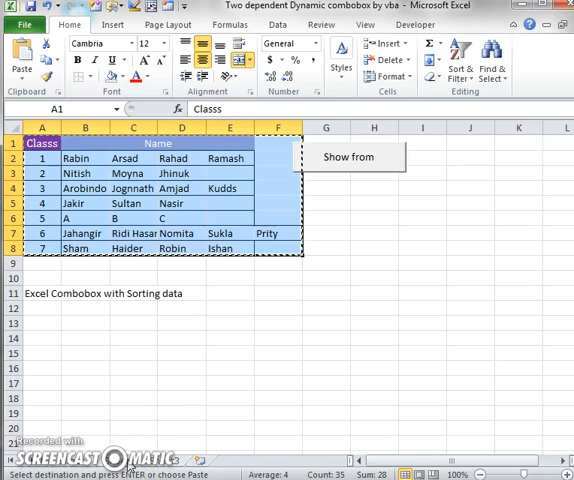 Two dependent Dynamic combobox by vba - Microsoft Excel
File Home Insert Page Layout Formulas Data Review View Developer
Cambria 12 General
Paste Styles Insert Delete Format Sort & Filter Find & Select
Clipboard Font Alignment Number Cells Editing
A1 fx Classs
A B C D E F G H I J K L
1 Classs Name
2 1 Rabin Arsad Rahad Ramash Show from
3 2 Nitish Moyna Jhinuk
4 3 Arobindo Jognnath Amjad Kudds
5 4 Jakir Sultan Nasir
6 5 A B C
7 6 Jahangir Ridi Hasar Nomita Sukla Prity
8 7 Sham Haider Robin Ishan
9
10
11 Excel Combobox with Sorting data
12
13
14
15
16
17
18
19
20
21
Recorded with
SCREENCAST MATIC
Select destination and press ENTER or choose Paste Average: 4 Count: 35 Sum: 28 100%